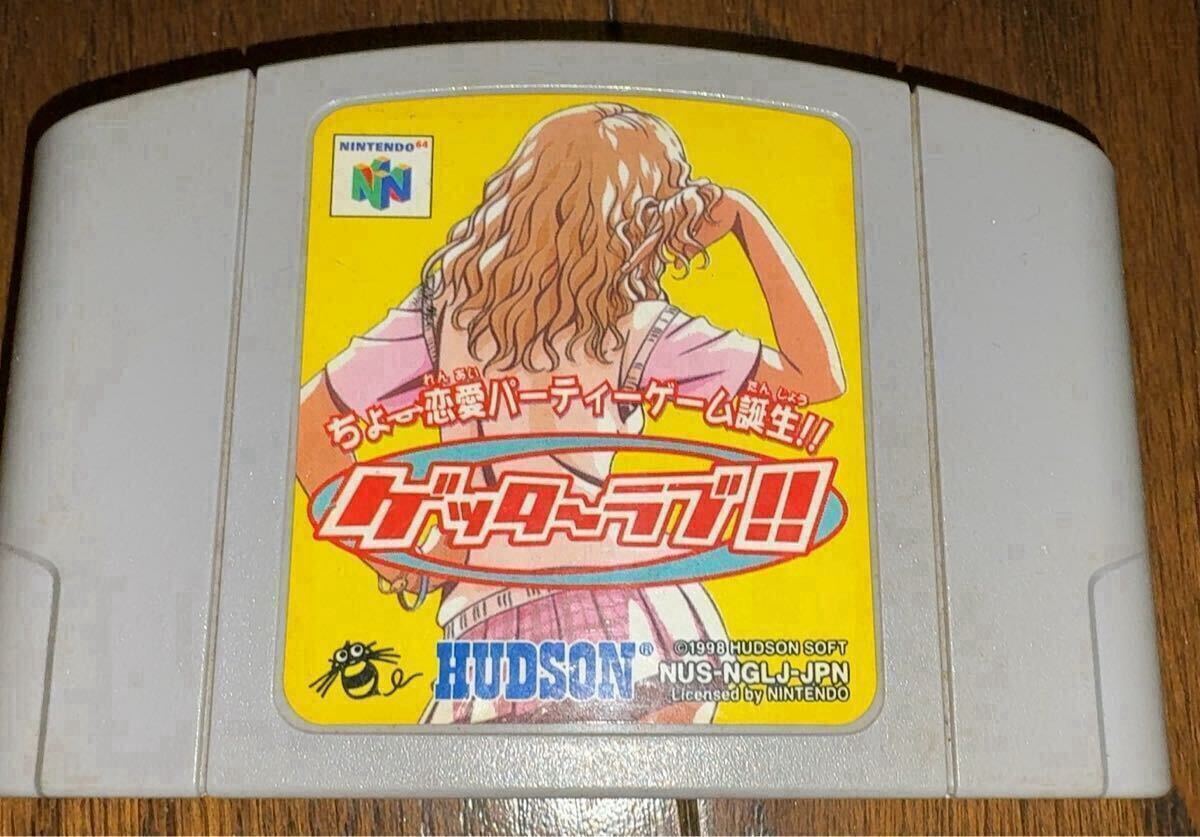 NINTENDO64
れんあい たんじょう
ちょー恋愛パーティーゲーム誕生!!
ゲッターラブ!!
HUDSON®
©1998 HUDSON SOFT
NUS-NGLJ-JPN
Licensed by NINTENDO